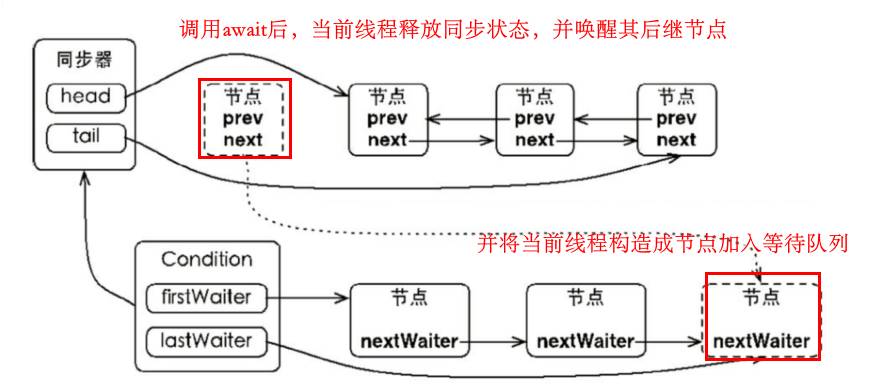 调用await后，当前线程释放同步状态，并唤醒其后继节点
同步器
head
tail
节点
prev
next
节点
prev
next
节点
prev
next
节点
prev
next
并将当前线程构造成节点加入等待队列
Condition
firstWaiter
lastWaiter
节点
nextWaiter
节点
nextWaiter
节点
nextWaiter